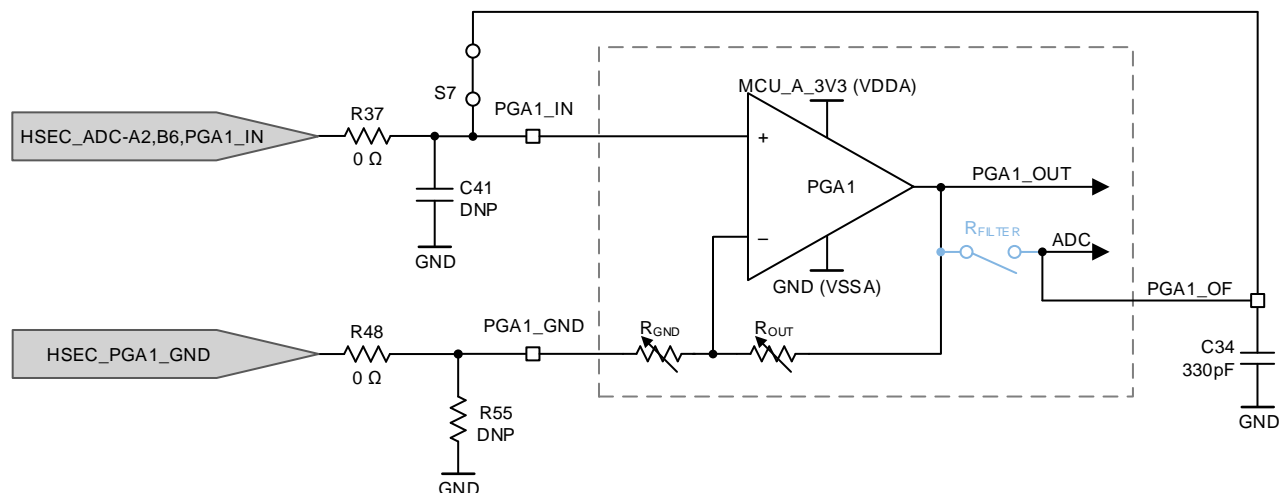 S7
MCU_A_3V3 (VDDA)
R37
PGA1_IN
HSEC_ADC-A2,B6,PGA1_IN
0 Ω
+
C41
DNP
PGA1
PGA1_OUT
GND
−
RFILTER
ADC
GND (VSSA)
PGA1_OF
R48
PGA1_GND
RGND
ROUT
HSEC_PGA1_GND
0 Ω
C34
330pF
R55
DNP
GND
GND